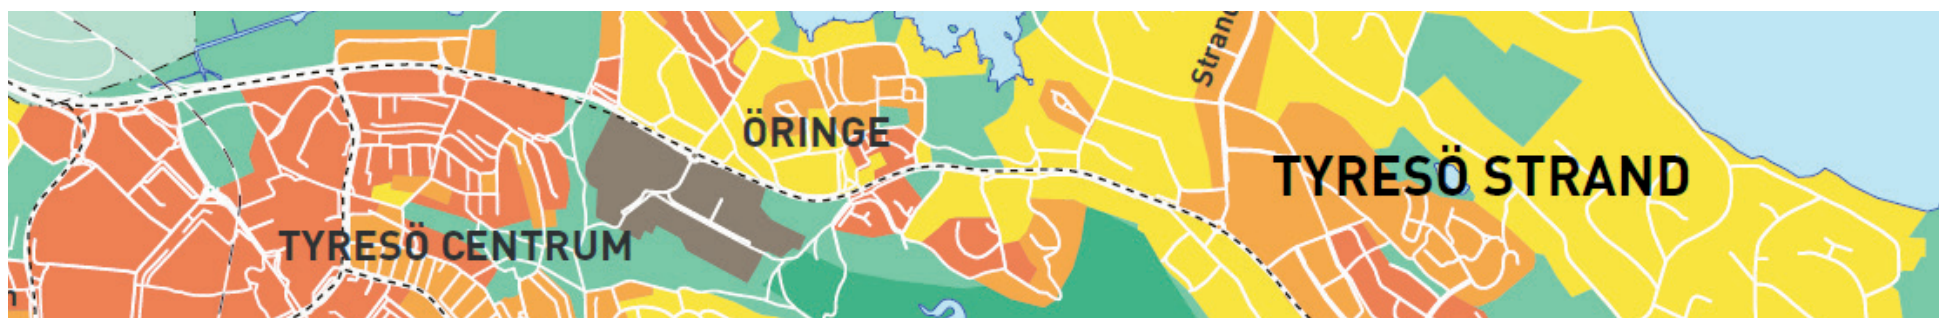 Strand
ÖRINGE
TYRESÖ STRAND
TYRESÖ CENTRUM
n